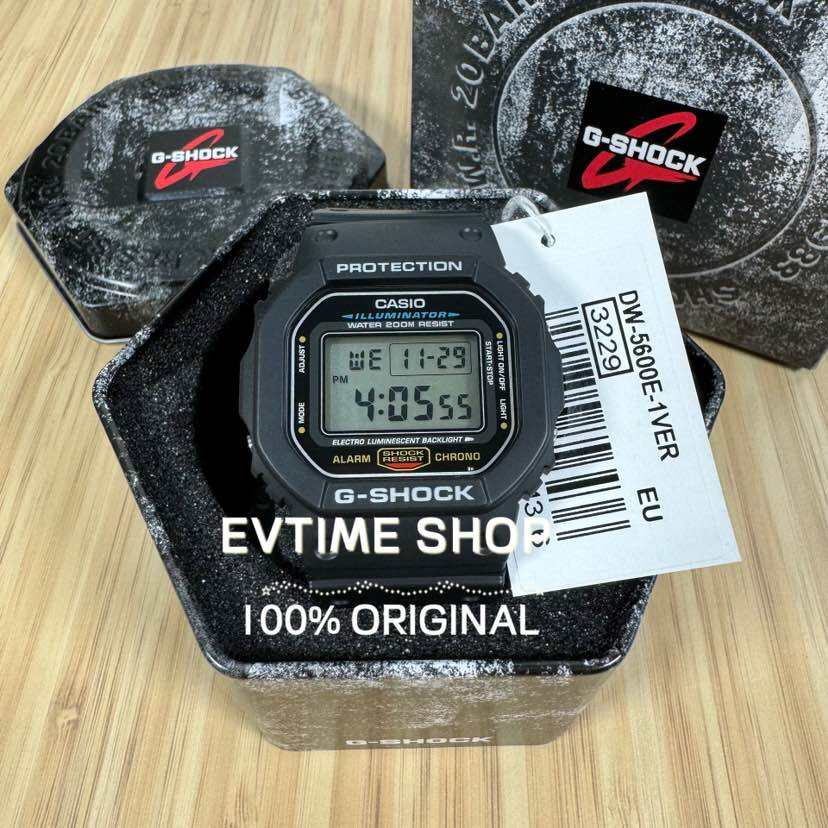 W.R. 20BAR
G-SHOCK
G-SHOCK
PROTECTION
CASIO
ILLUMINATOR
WATER 200M RESIST
ADJUST
MODE
LIGHT ON/OFF
START·STOP
LIGHT
WE 11-29
PM
4:05 55
ELECTRO LUMINESCENT BACKLIGHT
ALARM
SHOCK
RESIST
CHRONO
G-SHOCK
DW-5600E-1VER
3229
EU
EVTIME SHOP
100% ORIGINAL
G-SHOCK